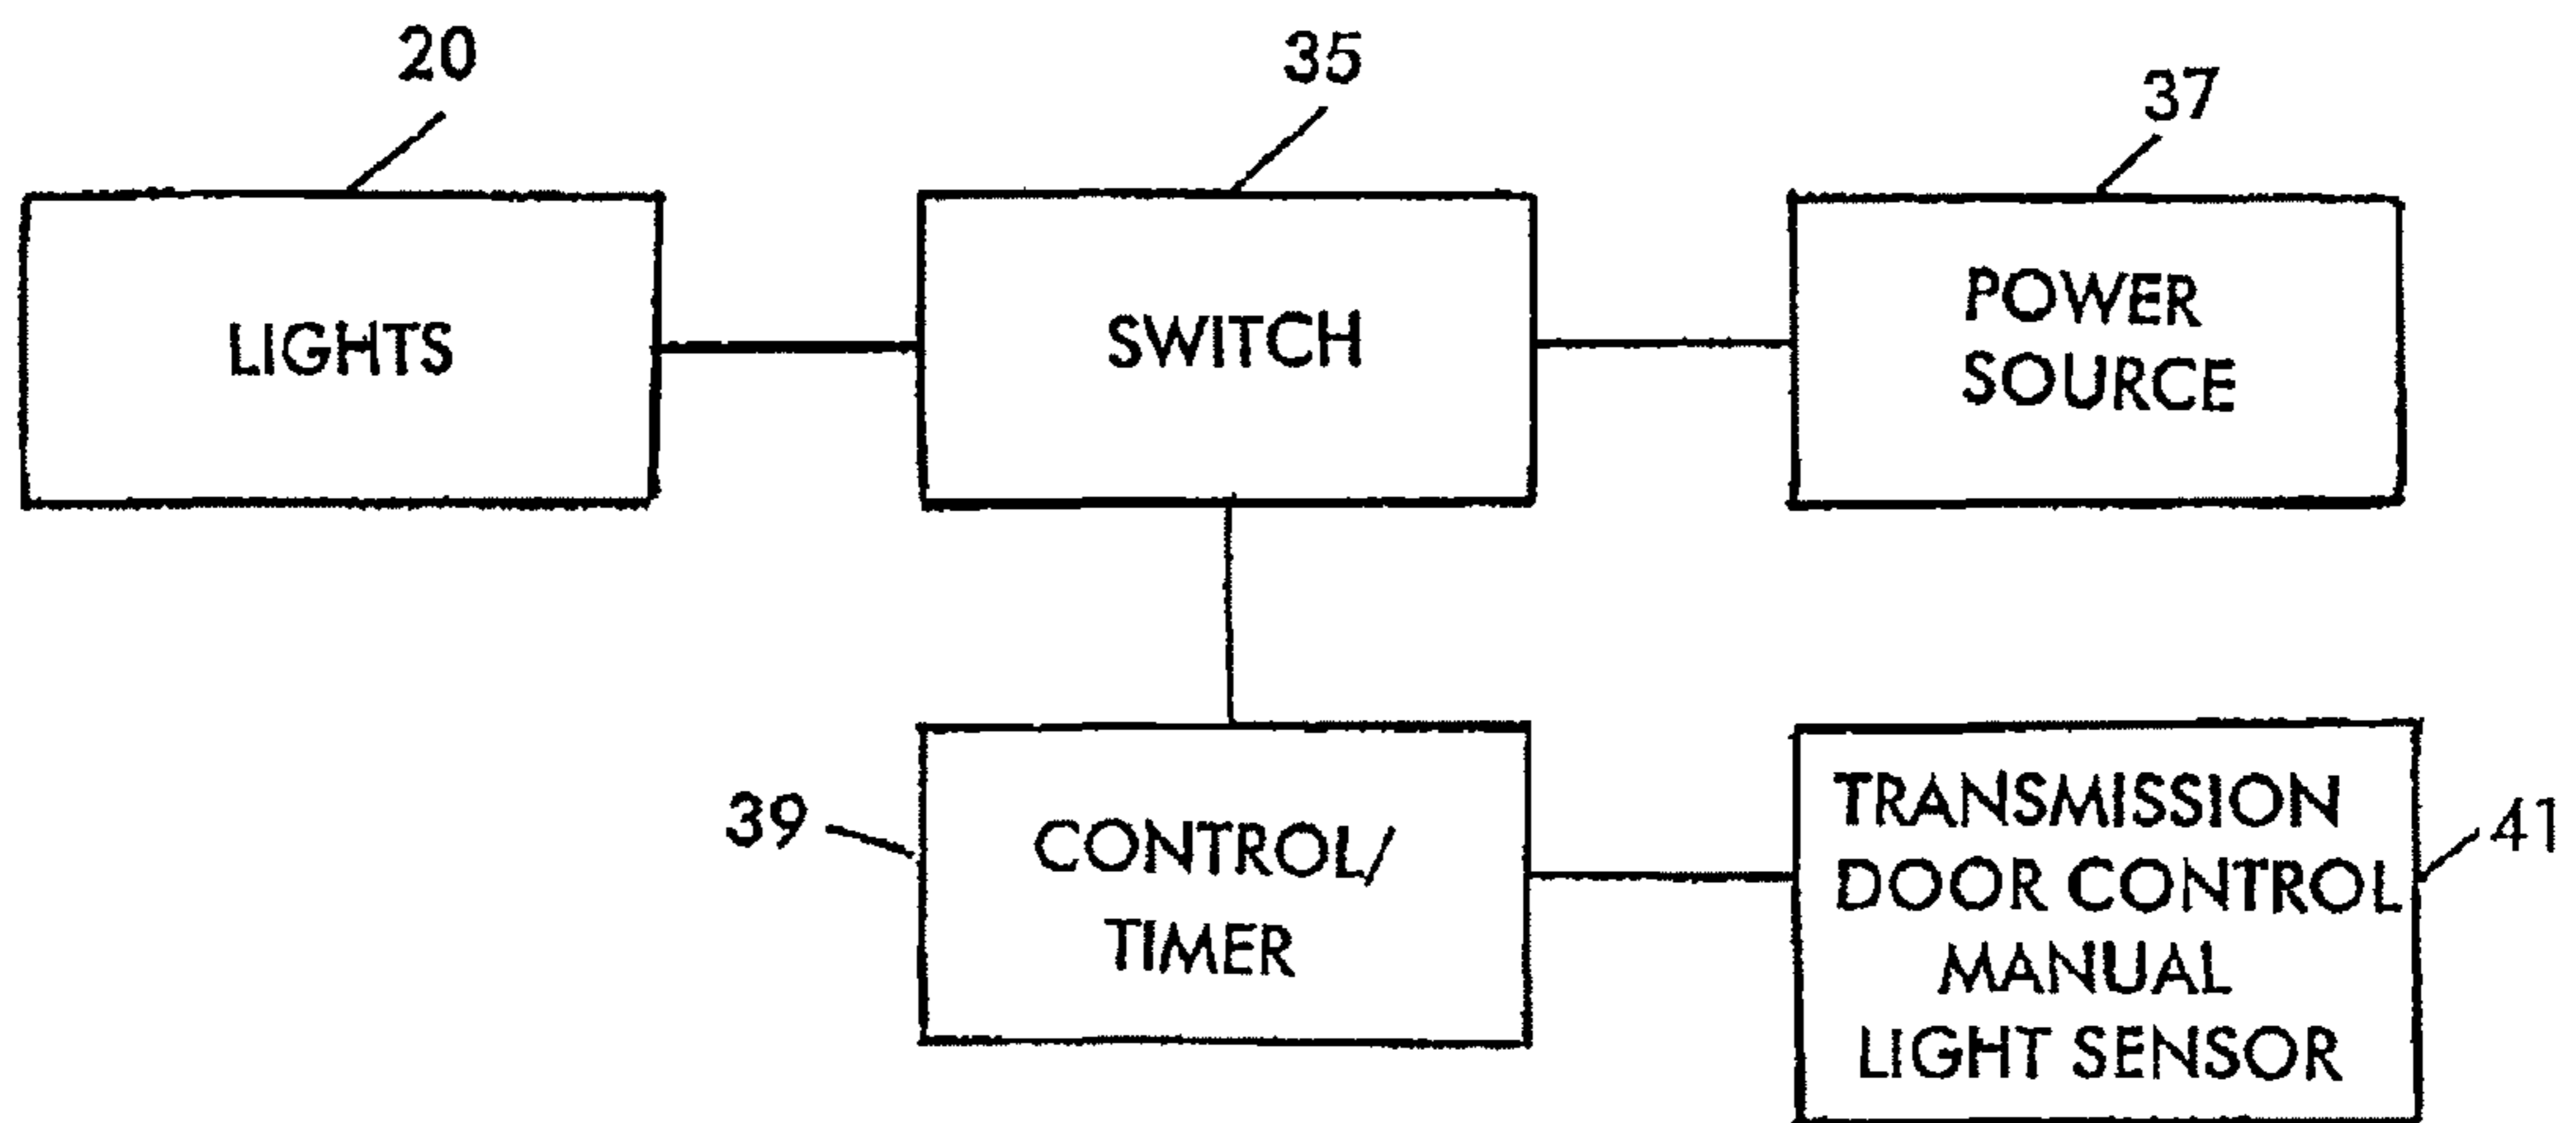 20
35
37
LIGHTS
SWITCH
POWER
SOURCE
39
CONTROL/
TIMER
TRANSMISSION
DOOR CONTROL
MANUAL
LIGHT SENSOR
41